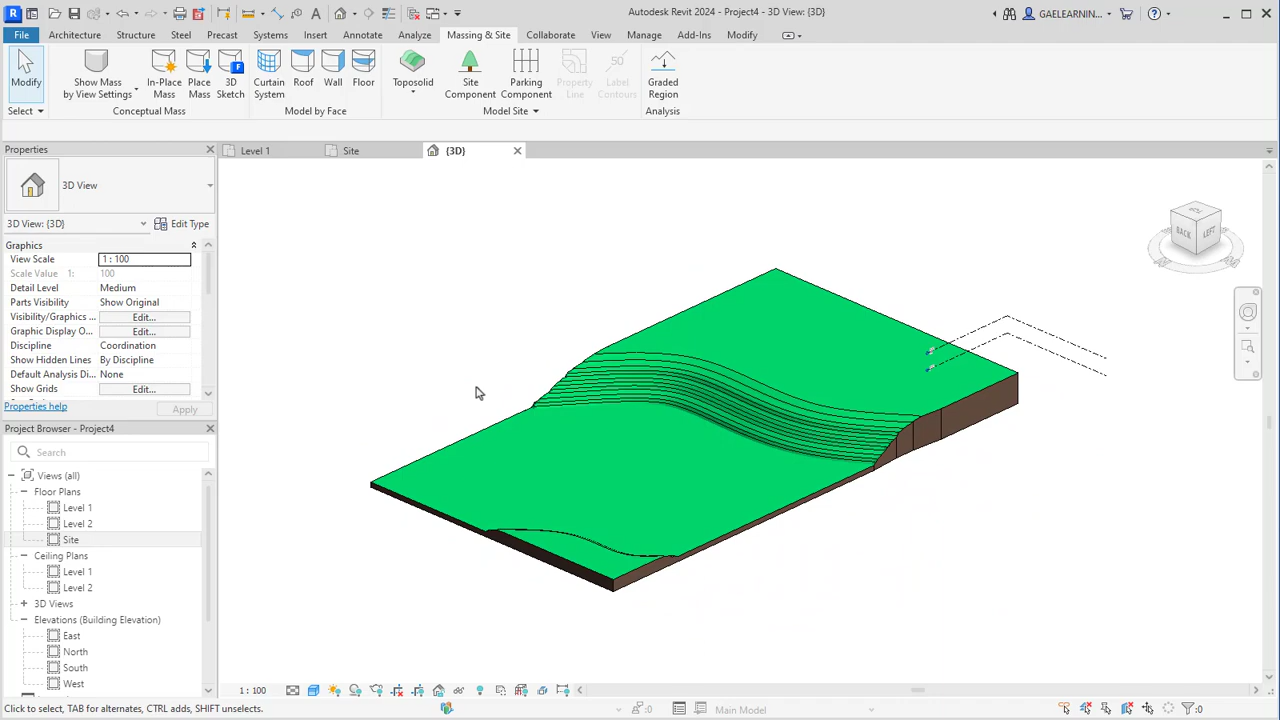 Autodesk Revit 2024 - Project4 - 3D View: {3D}
GAELEARNIN...
File Architecture Structure Steel Precast Systems Insert Annotate Analyze Massing & Site Collaborate View Manage Add-Ins Modify
Modify
Show Mass
by View Settings
In-Place
Mass
Place
Mass
3D
Sketch
Curtain
System
Roof
Wall
Floor
Toposolid
Site
Component
Parking
Component
Property
Line
Label
Contours
Graded
Region
Select
Conceptual Mass
Model by Face
Model Site
Analysis
Properties
Level 1
Site
{3D}
3D View
3D View: {3D}
Edit Type
Graphics
View Scale 1 : 100
Scale Value 1: 100
Detail Level Medium
Parts Visibility Show Original
Visibility/Graphics ... Edit...
Graphic Display O... Edit...
Discipline Coordination
Show Hidden Lines By Discipline
Default Analysis Di... None
Show Grids Edit...
Properties help
Apply
Project Browser - Project4
Search
Views (all)
Floor Plans
Level 1
Level 2
Site
Ceiling Plans
Level 1
Level 2
3D Views
Elevations (Building Elevation)
East
North
South
West
BACK
LEFT
1 : 100
Click to select, TAB for alternates, CTRL adds, SHIFT unselects.
:0
Main Model
:0